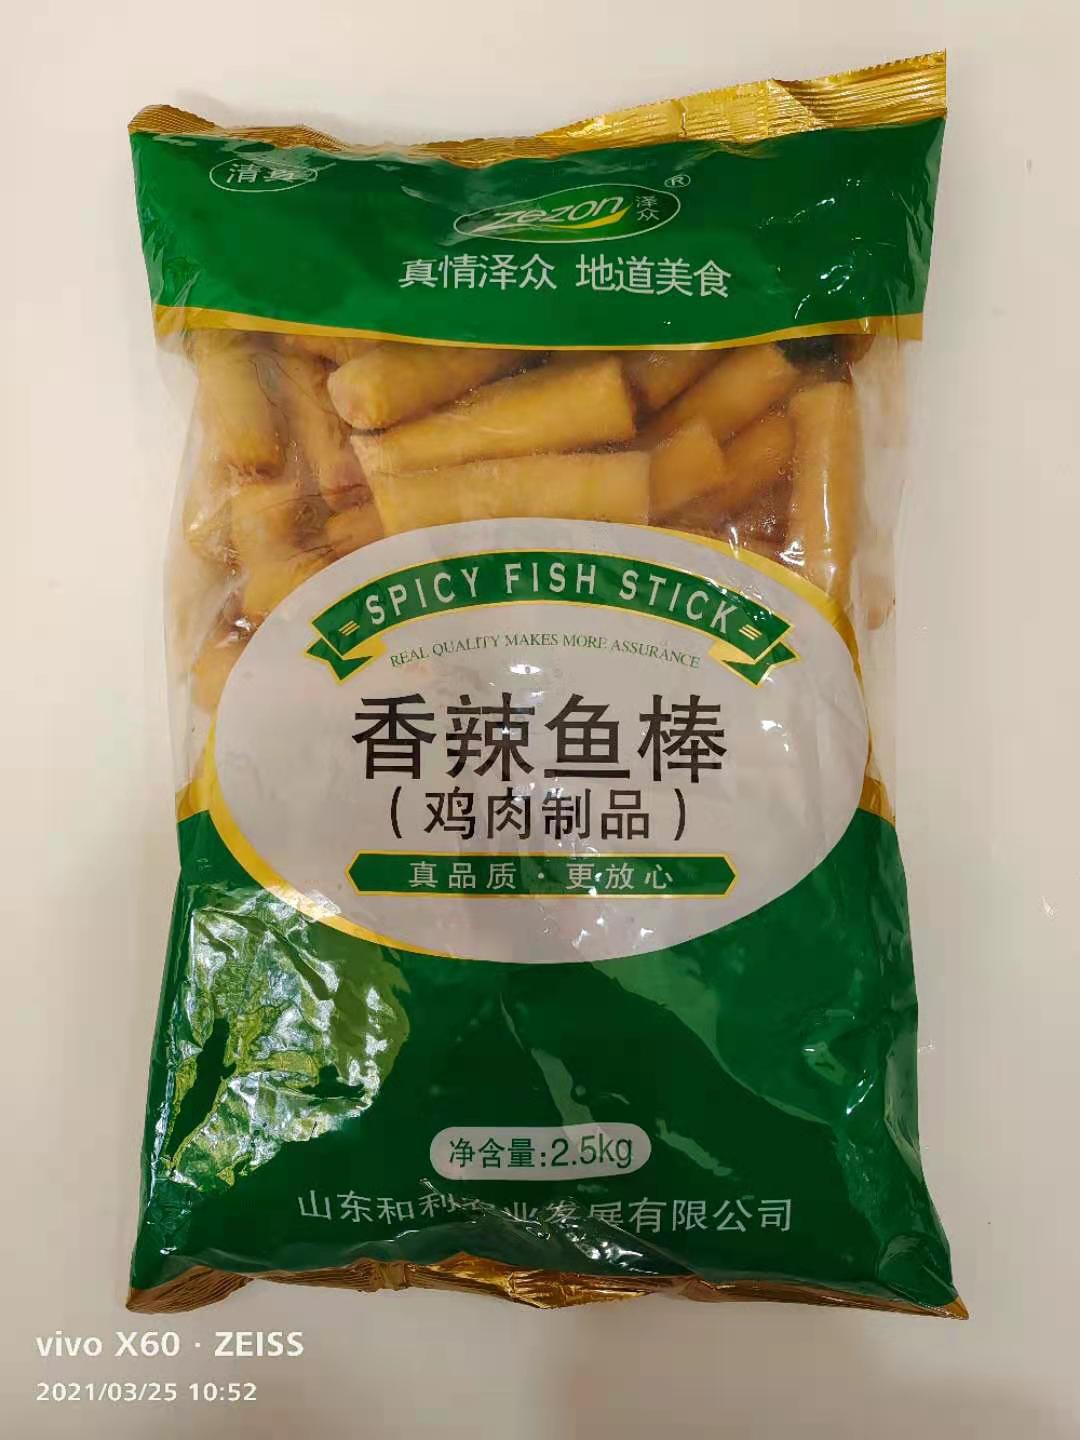 清真
zezon 泽众 ®
真情泽众 地道美食
SPICY FISH STICK
REAL QUALITY MAKES MORE ASSURANCE
香辣鱼棒
(鸡肉制品)
真品质·更放心
净含量:2.5kg
山东和利农业发展有限公司
vivo X60 · ZEISS
2021/03/25 10:52